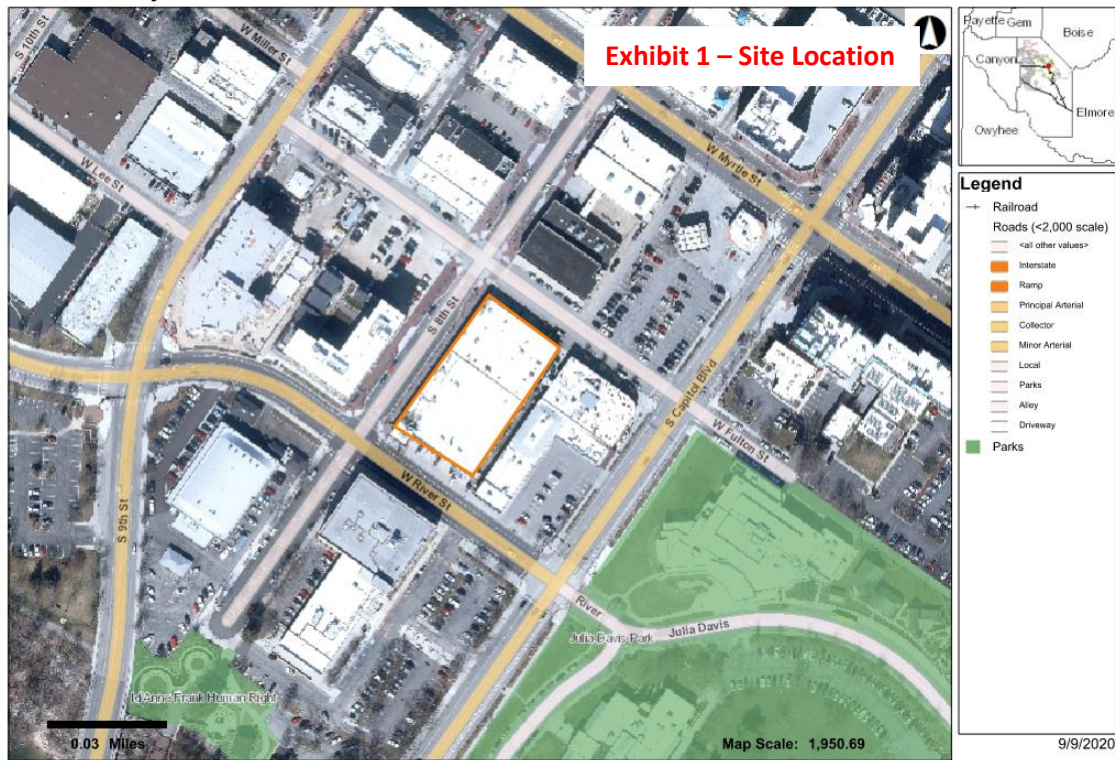 Exhibit 1 – Site Location
S 10th St
W Miller St
W Lee St
W Myrtle St
S 8th St
S Capitol Blvd
W Fulton St
W River St
S 9th St
River
Julia Davis
Julia Davis Park
Id Anne Frank Human Right
0.03 Miles
Map Scale: 1,950.69
Payette
Gem
Boise
Canyon
Elmore
Owyhee
Legend
Railroad
Roads (<2,000 scale)
<all other values>
Interstate
Ramp
Principal Arterial
Collector
Minor Arterial
Local
Parks
Alley
Driveway
Parks
9/9/2020